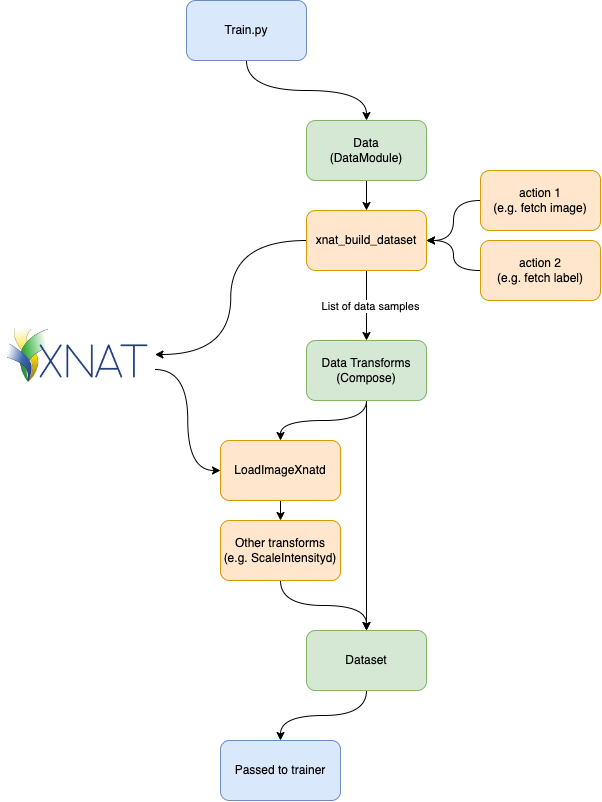 Train.py
Data
(DataModule)
action 1
(e.g. fetch image)
xnat_build_dataset
action 2
(e.g. fetch label)
List of data samples
XNAT
Data Transforms
(Compose)
LoadImageXnatd
Other transforms
(e.g. ScaleIntensityd)
Dataset
Passed to trainer